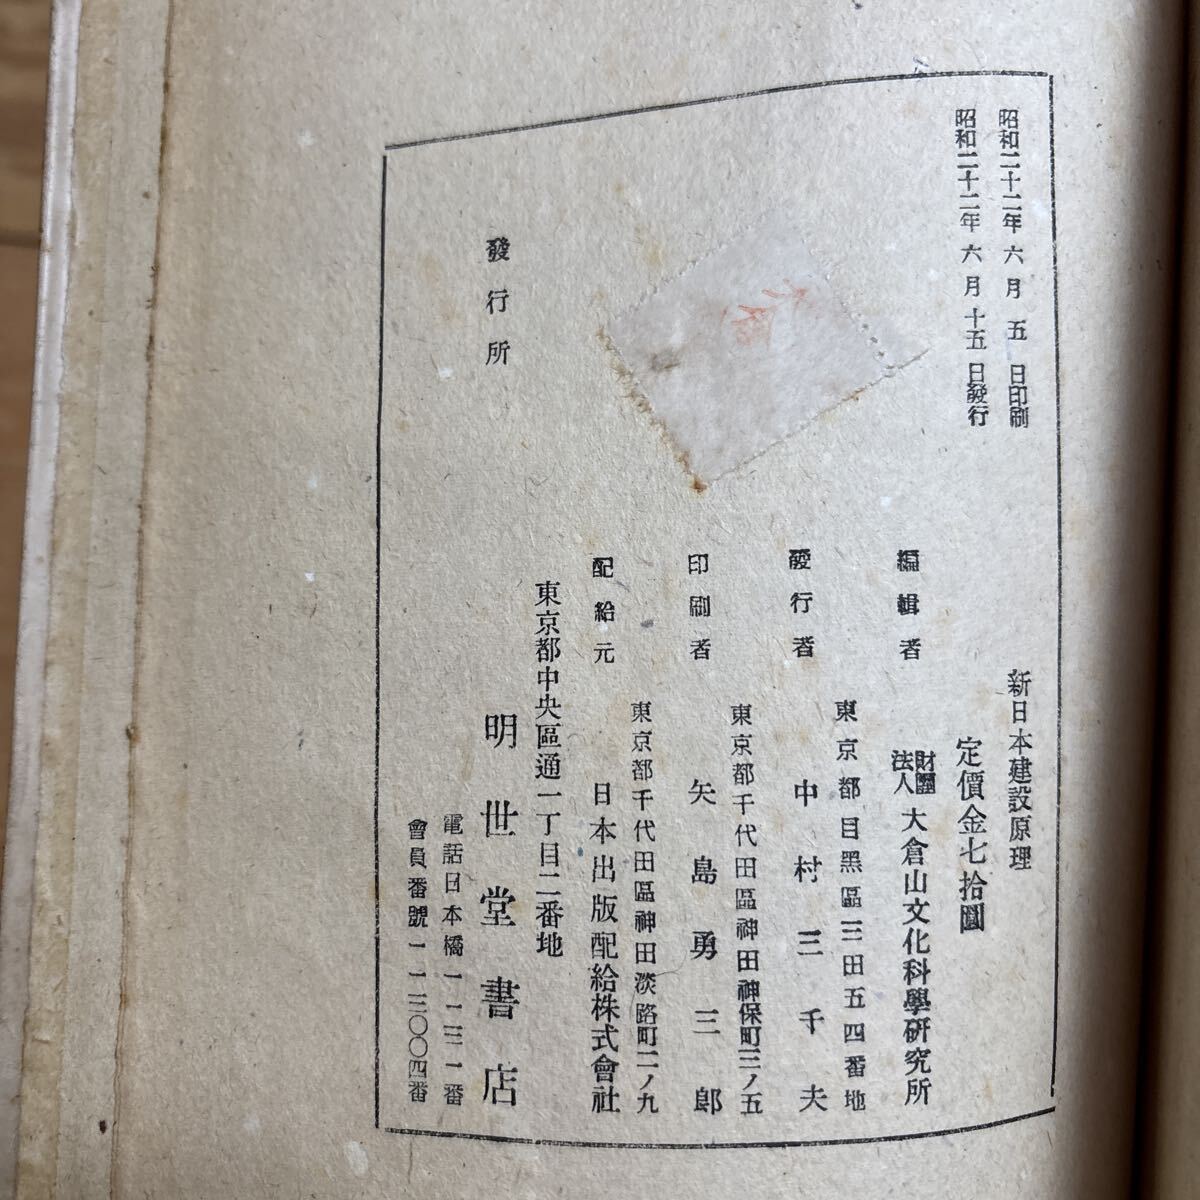 昭和二十二年六月五日印刷
昭和二十二年六月十五日發行
新日本建設原理
定價金七拾圓
編輯者
財團法人 大倉山文化科學研究所
東京都目黑區三田五四番地
發行者
中村三千夫
東京都千代田區神田神保町三ノ五
印刷者
矢島勇三郎
東京都千代田區神田淡路町二ノ九
配給元
日本出版配給株式會社
東京都中央區通一丁目二番地
發行所
明世堂書店
電話日本橋一一三一番
會員番號一一三〇〇四番